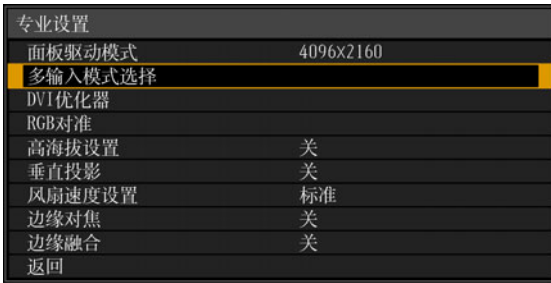 专业设置
面板驱动模式 4096x2160
多输入模式选择
DVI优化器
RGB对准
高海拔设置 关
垂直投影 关
风扇速度设置 标准
边缘对焦 关
边缘融合 关
返回